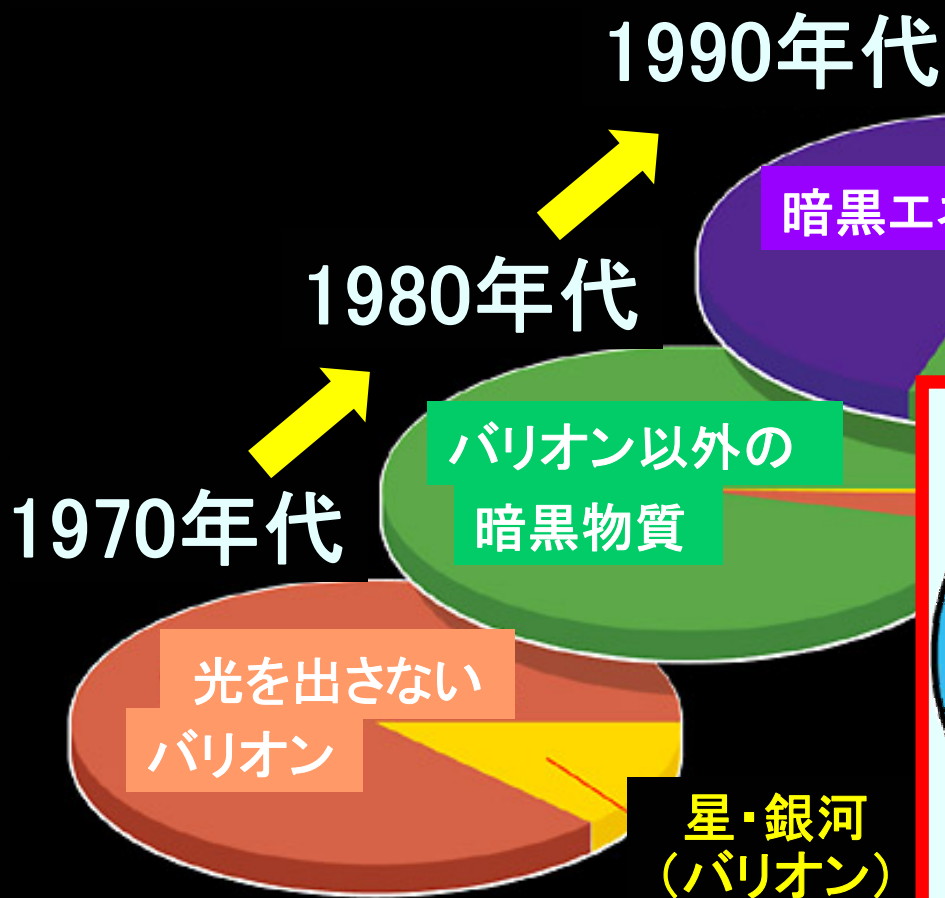 1990年代
暗黒エネ
1980年代
バリオン以外の
暗黒物質
1970年代
光を出さない
バリオン
星・銀河
（バリオン）